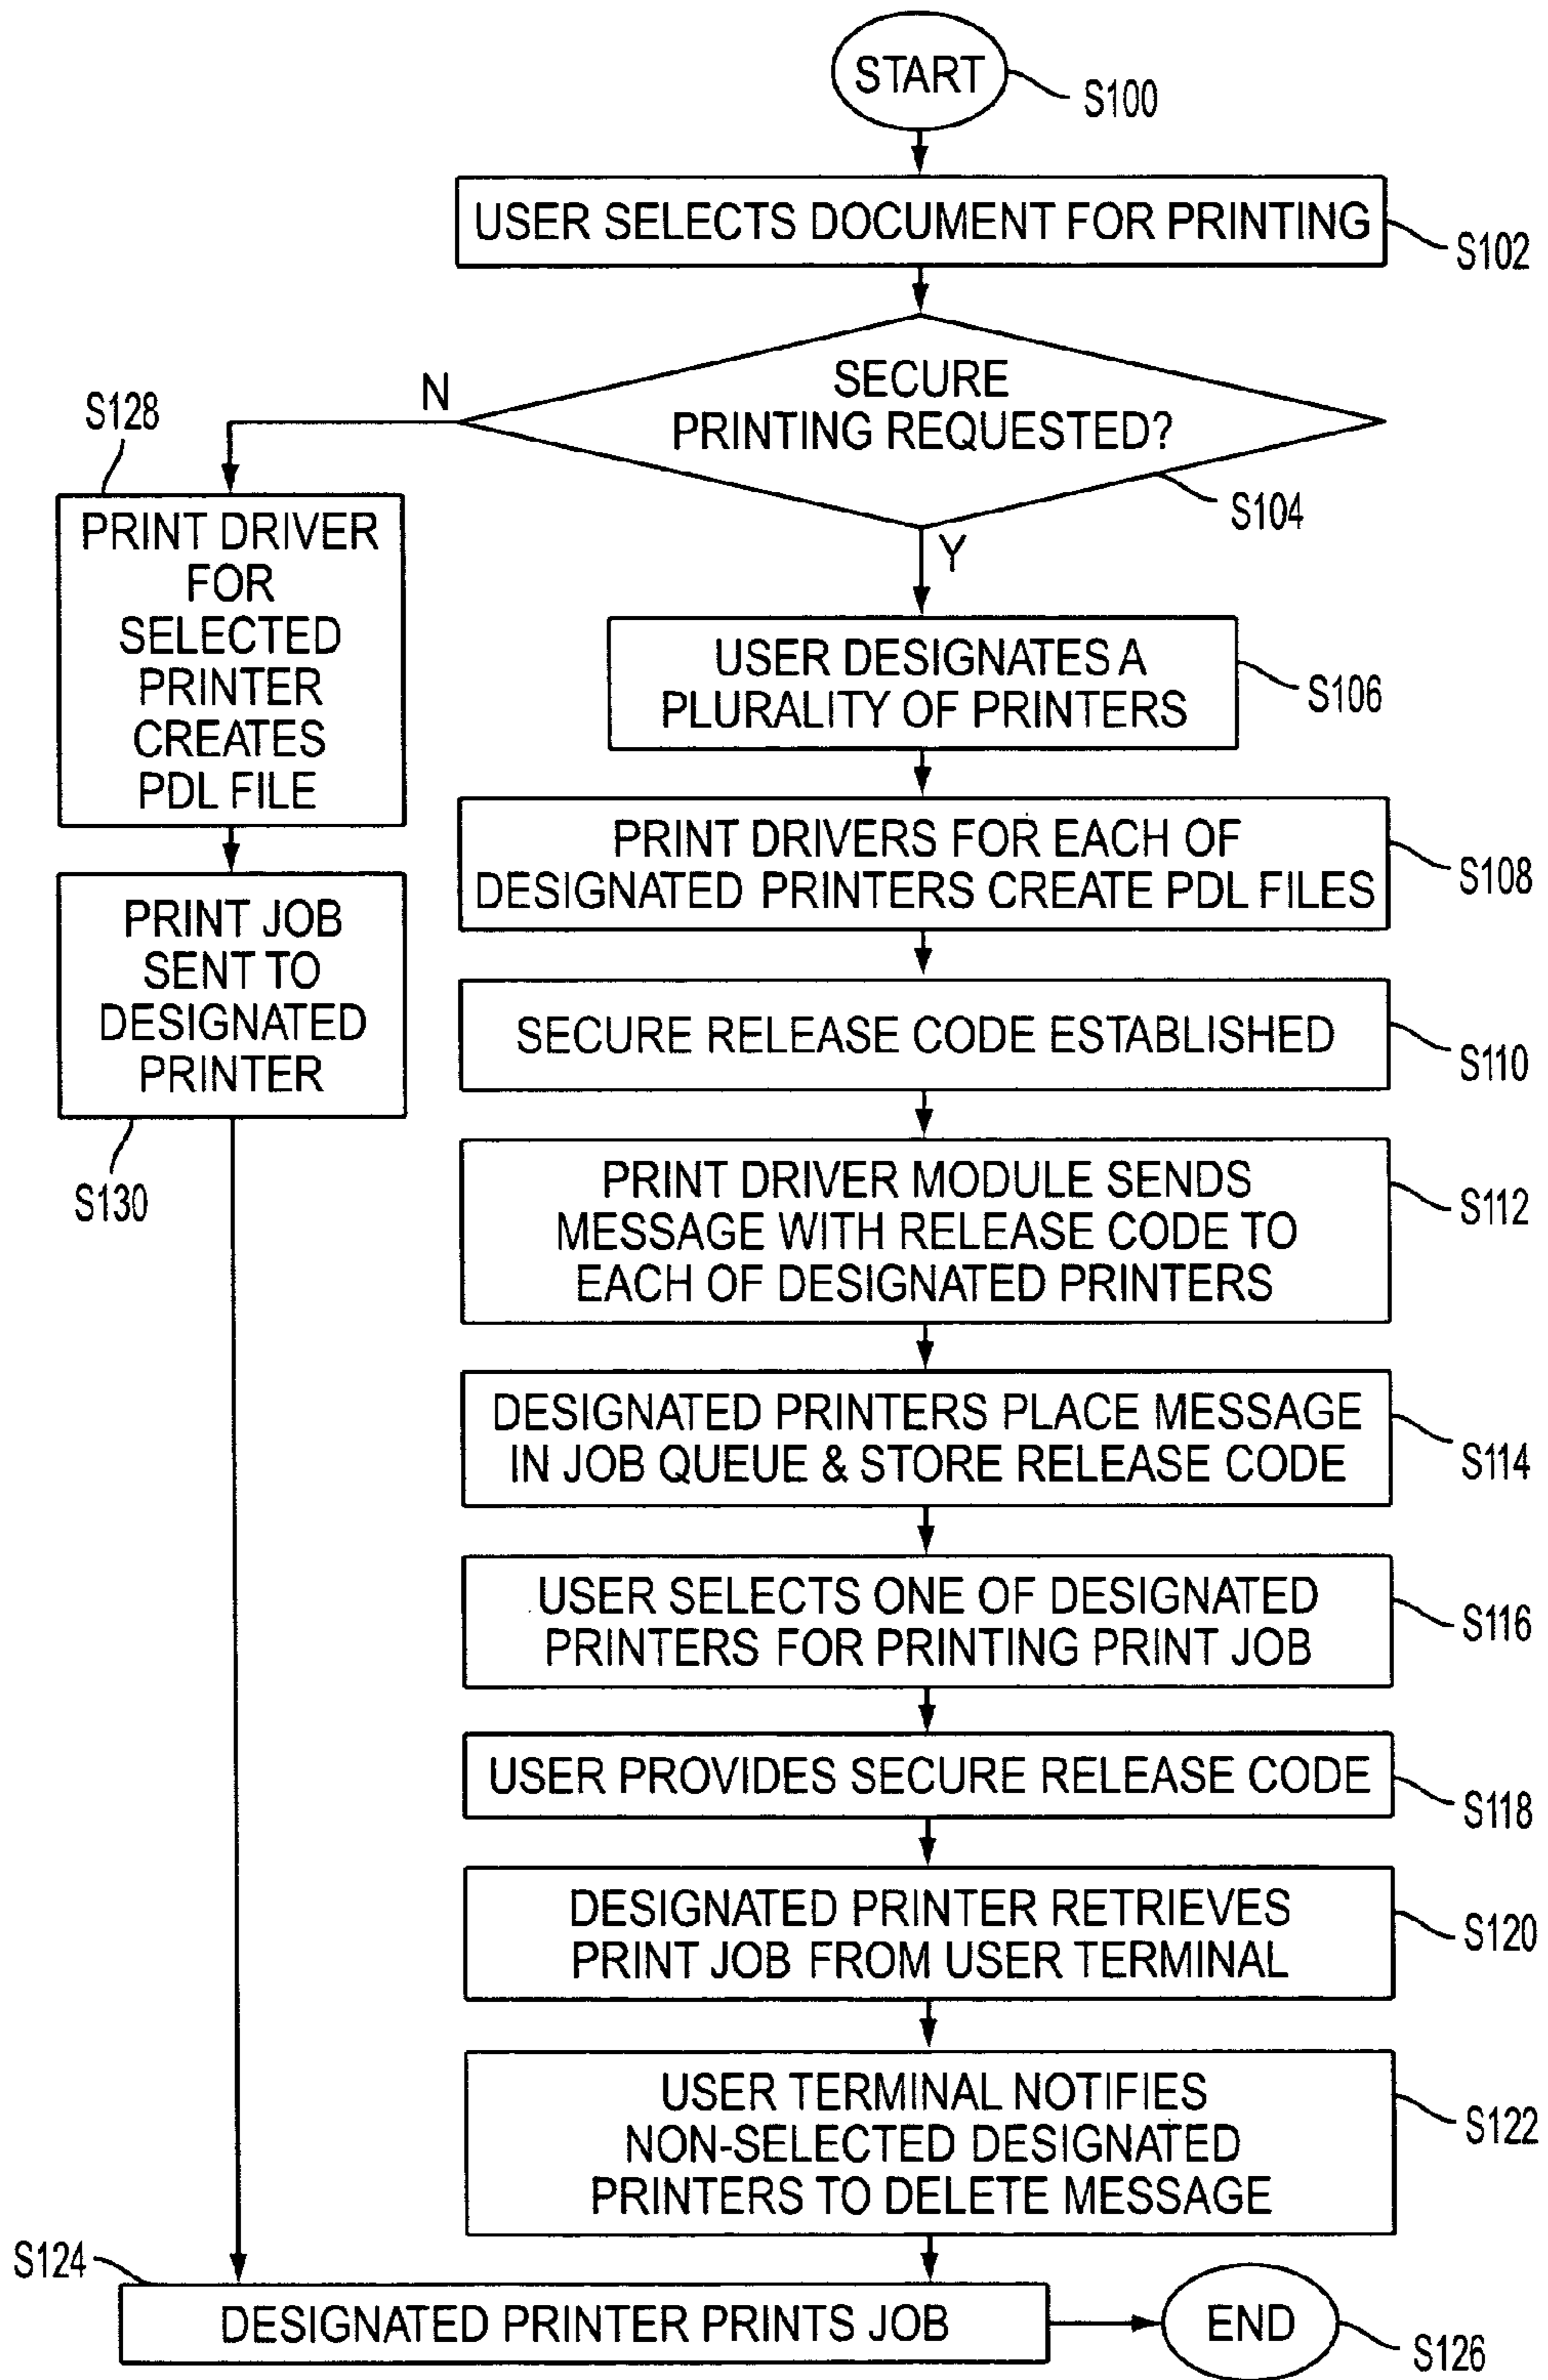 START
S100
USER SELECTS DOCUMENT FOR PRINTING
S102
SECURE
PRINTING REQUESTED?
S104
N
Y
S128
PRINT DRIVER
FOR
SELECTED
PRINTER
CREATES
PDL FILE
PRINT JOB
SENT TO
DESIGNATED
PRINTER
S130
USER DESIGNATES A
PLURALITY OF PRINTERS
S106
PRINT DRIVERS FOR EACH OF
DESIGNATED PRINTERS CREATE PDL FILES
S108
SECURE RELEASE CODE ESTABLISHED
S110
PRINT DRIVER MODULE SENDS
MESSAGE WITH RELEASE CODE TO
EACH OF DESIGNATED PRINTERS
S112
DESIGNATED PRINTERS PLACE MESSAGE
IN JOB QUEUE & STORE RELEASE CODE
S114
USER SELECTS ONE OF DESIGNATED
PRINTERS FOR PRINTING PRINT JOB
S116
USER PROVIDES SECURE RELEASE CODE
S118
DESIGNATED PRINTER RETRIEVES
PRINT JOB FROM USER TERMINAL
S120
USER TERMINAL NOTIFIES
NON-SELECTED DESIGNATED
PRINTERS TO DELETE MESSAGE
S122
S124
DESIGNATED PRINTER PRINTS JOB
END
S126